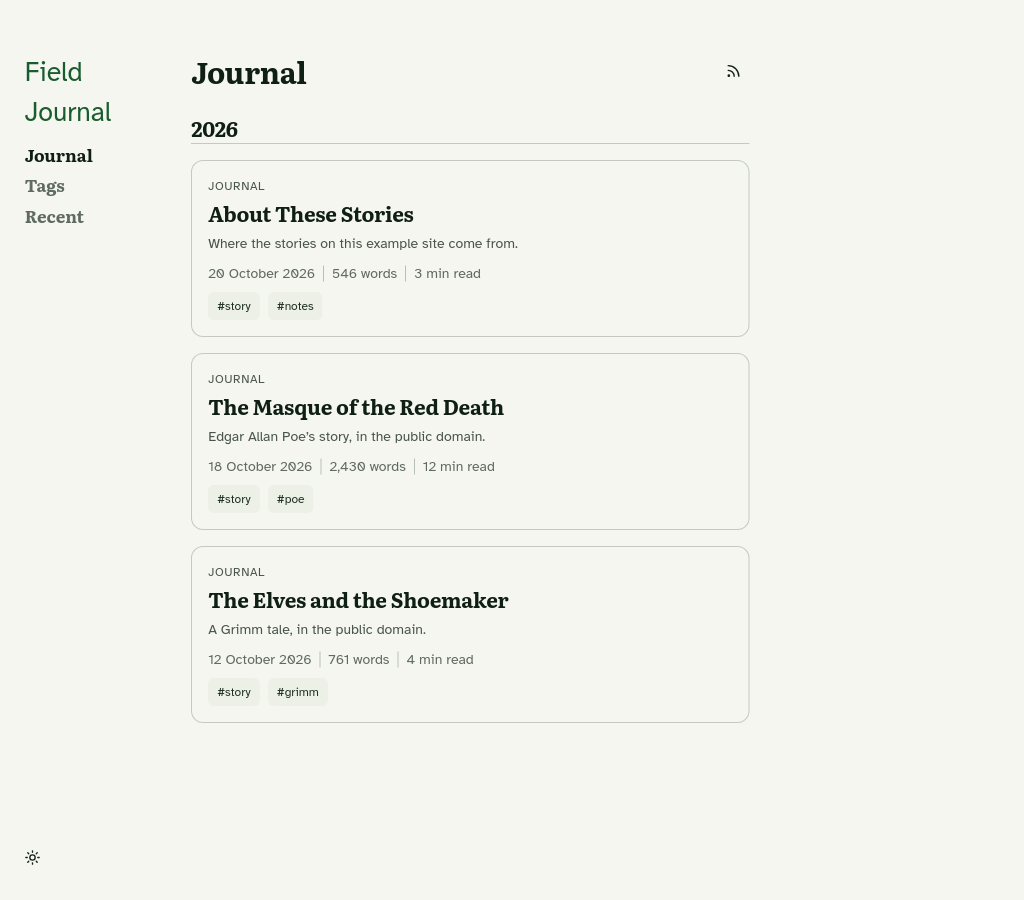 Field
Journal
Journal
Tags
Recent
Journal
2026
JOURNAL
About These Stories
Where the stories on this example site come from.
20 October 2026 546 words 3 min read
#story #notes
JOURNAL
The Masque of the Red Death
Edgar Allan Poe's story, in the public domain.
18 October 2026 2,430 words 12 min read
#story #poe
JOURNAL
The Elves and the Shoemaker
A Grimm tale, in the public domain.
12 October 2026 761 words 4 min read
#story #grimm